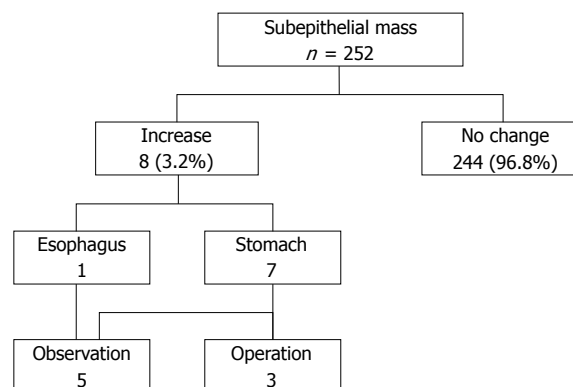 Subepithelial mass
n = 252
Increase
8 (3.2%)
No change
244 (96.8%)
Esophagus
1
Stomach
7
Observation
5
Operation
3